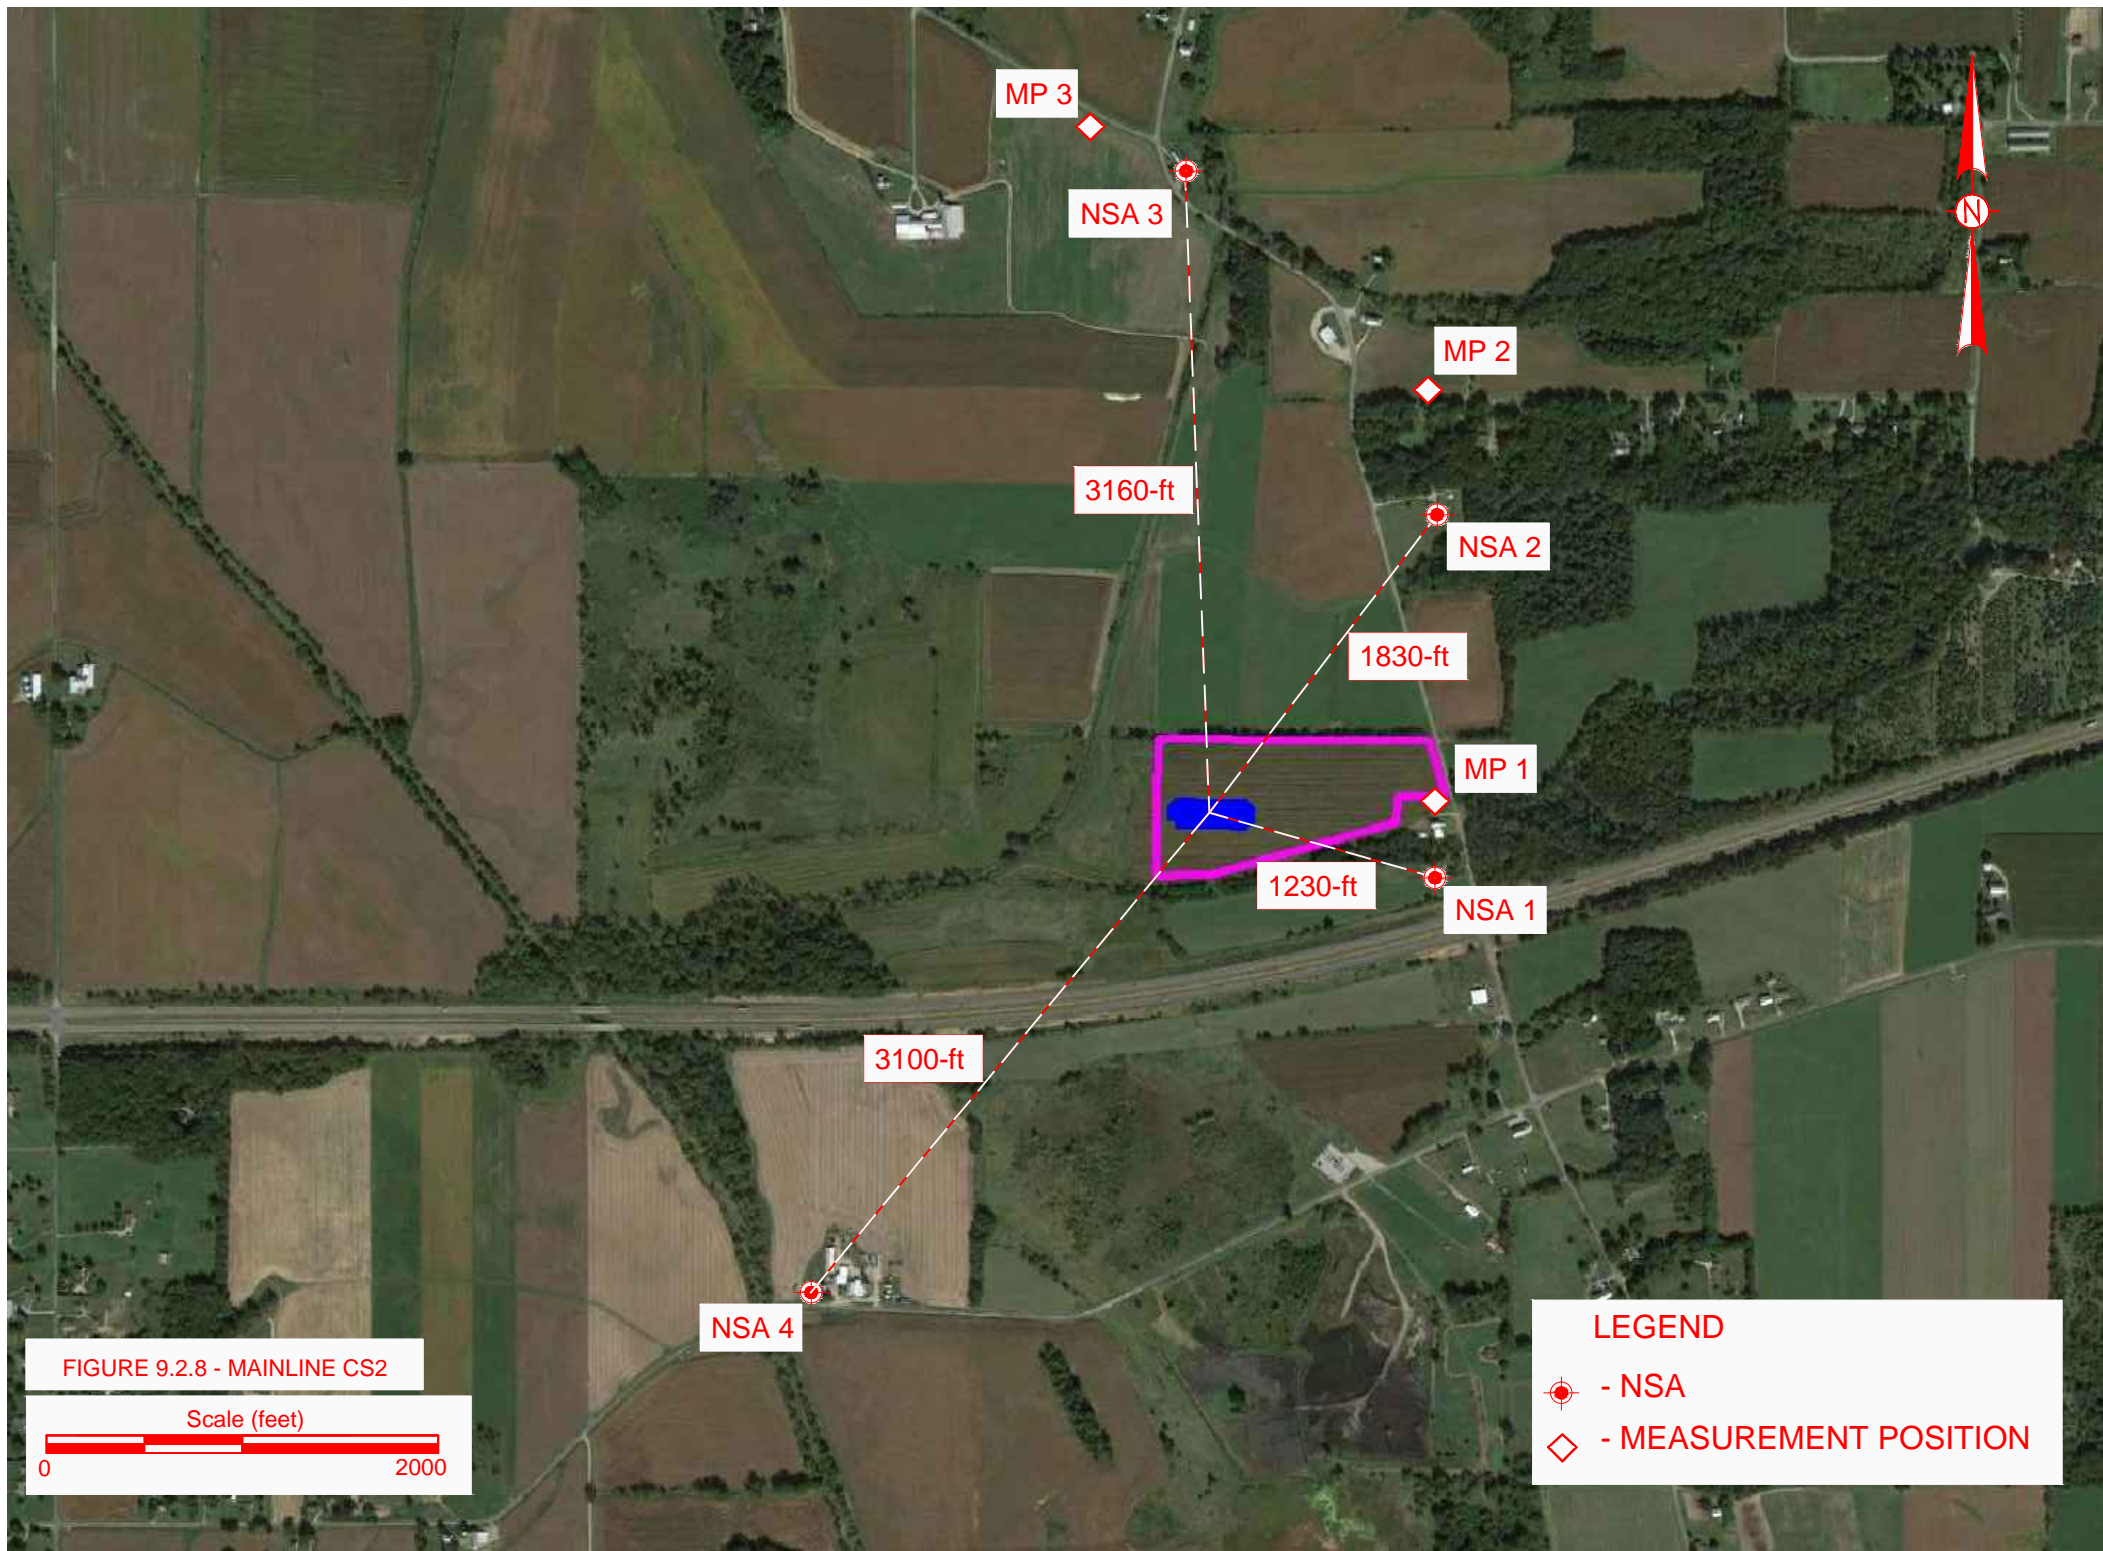 MP 3
NSA 3
N
MP 2
3160-ft
NSA 2
1830-ft
MP 1
1230-ft
NSA 1
3100-ft
NSA 4
FIGURE 9.2.8 - MAINLINE CS2
Scale (feet)
0 2000
LEGEND
- NSA
- MEASUREMENT POSITION